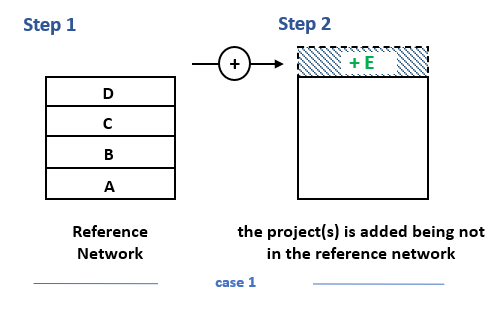 Step 1
Step 2
+
+ E
D
C
B
A
Reference
Network
the project(s) is added being not
in the reference network
case 1